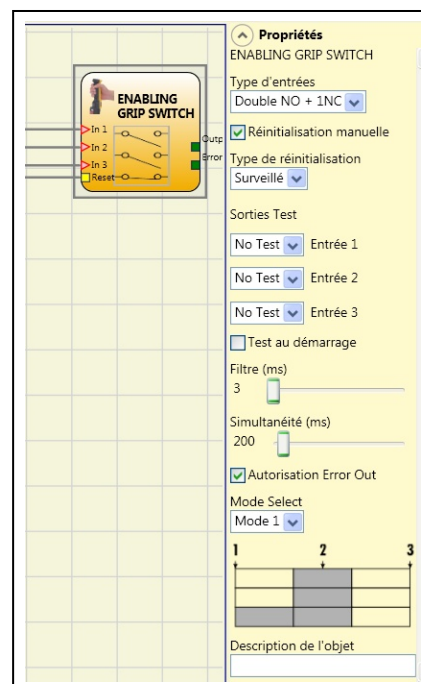 ENABLING
GRIP SWITCH
In 1
In 2
In 3
Reset
Outp
Error
Propriétés
ENABLING GRIP SWITCH
Type d'entrées
Double NO + 1NC
Réinitialisation manuelle
Type de réinitialisation
Surveillé
Sorties Test
No Test Entrée 1
No Test Entrée 2
No Test Entrée 3
Test au démarrage
Filtre (ms)
3
Simultanéité (ms)
200
Autorisation Error Out
Mode Select
Mode 1
1 2 3
Description de l'objet